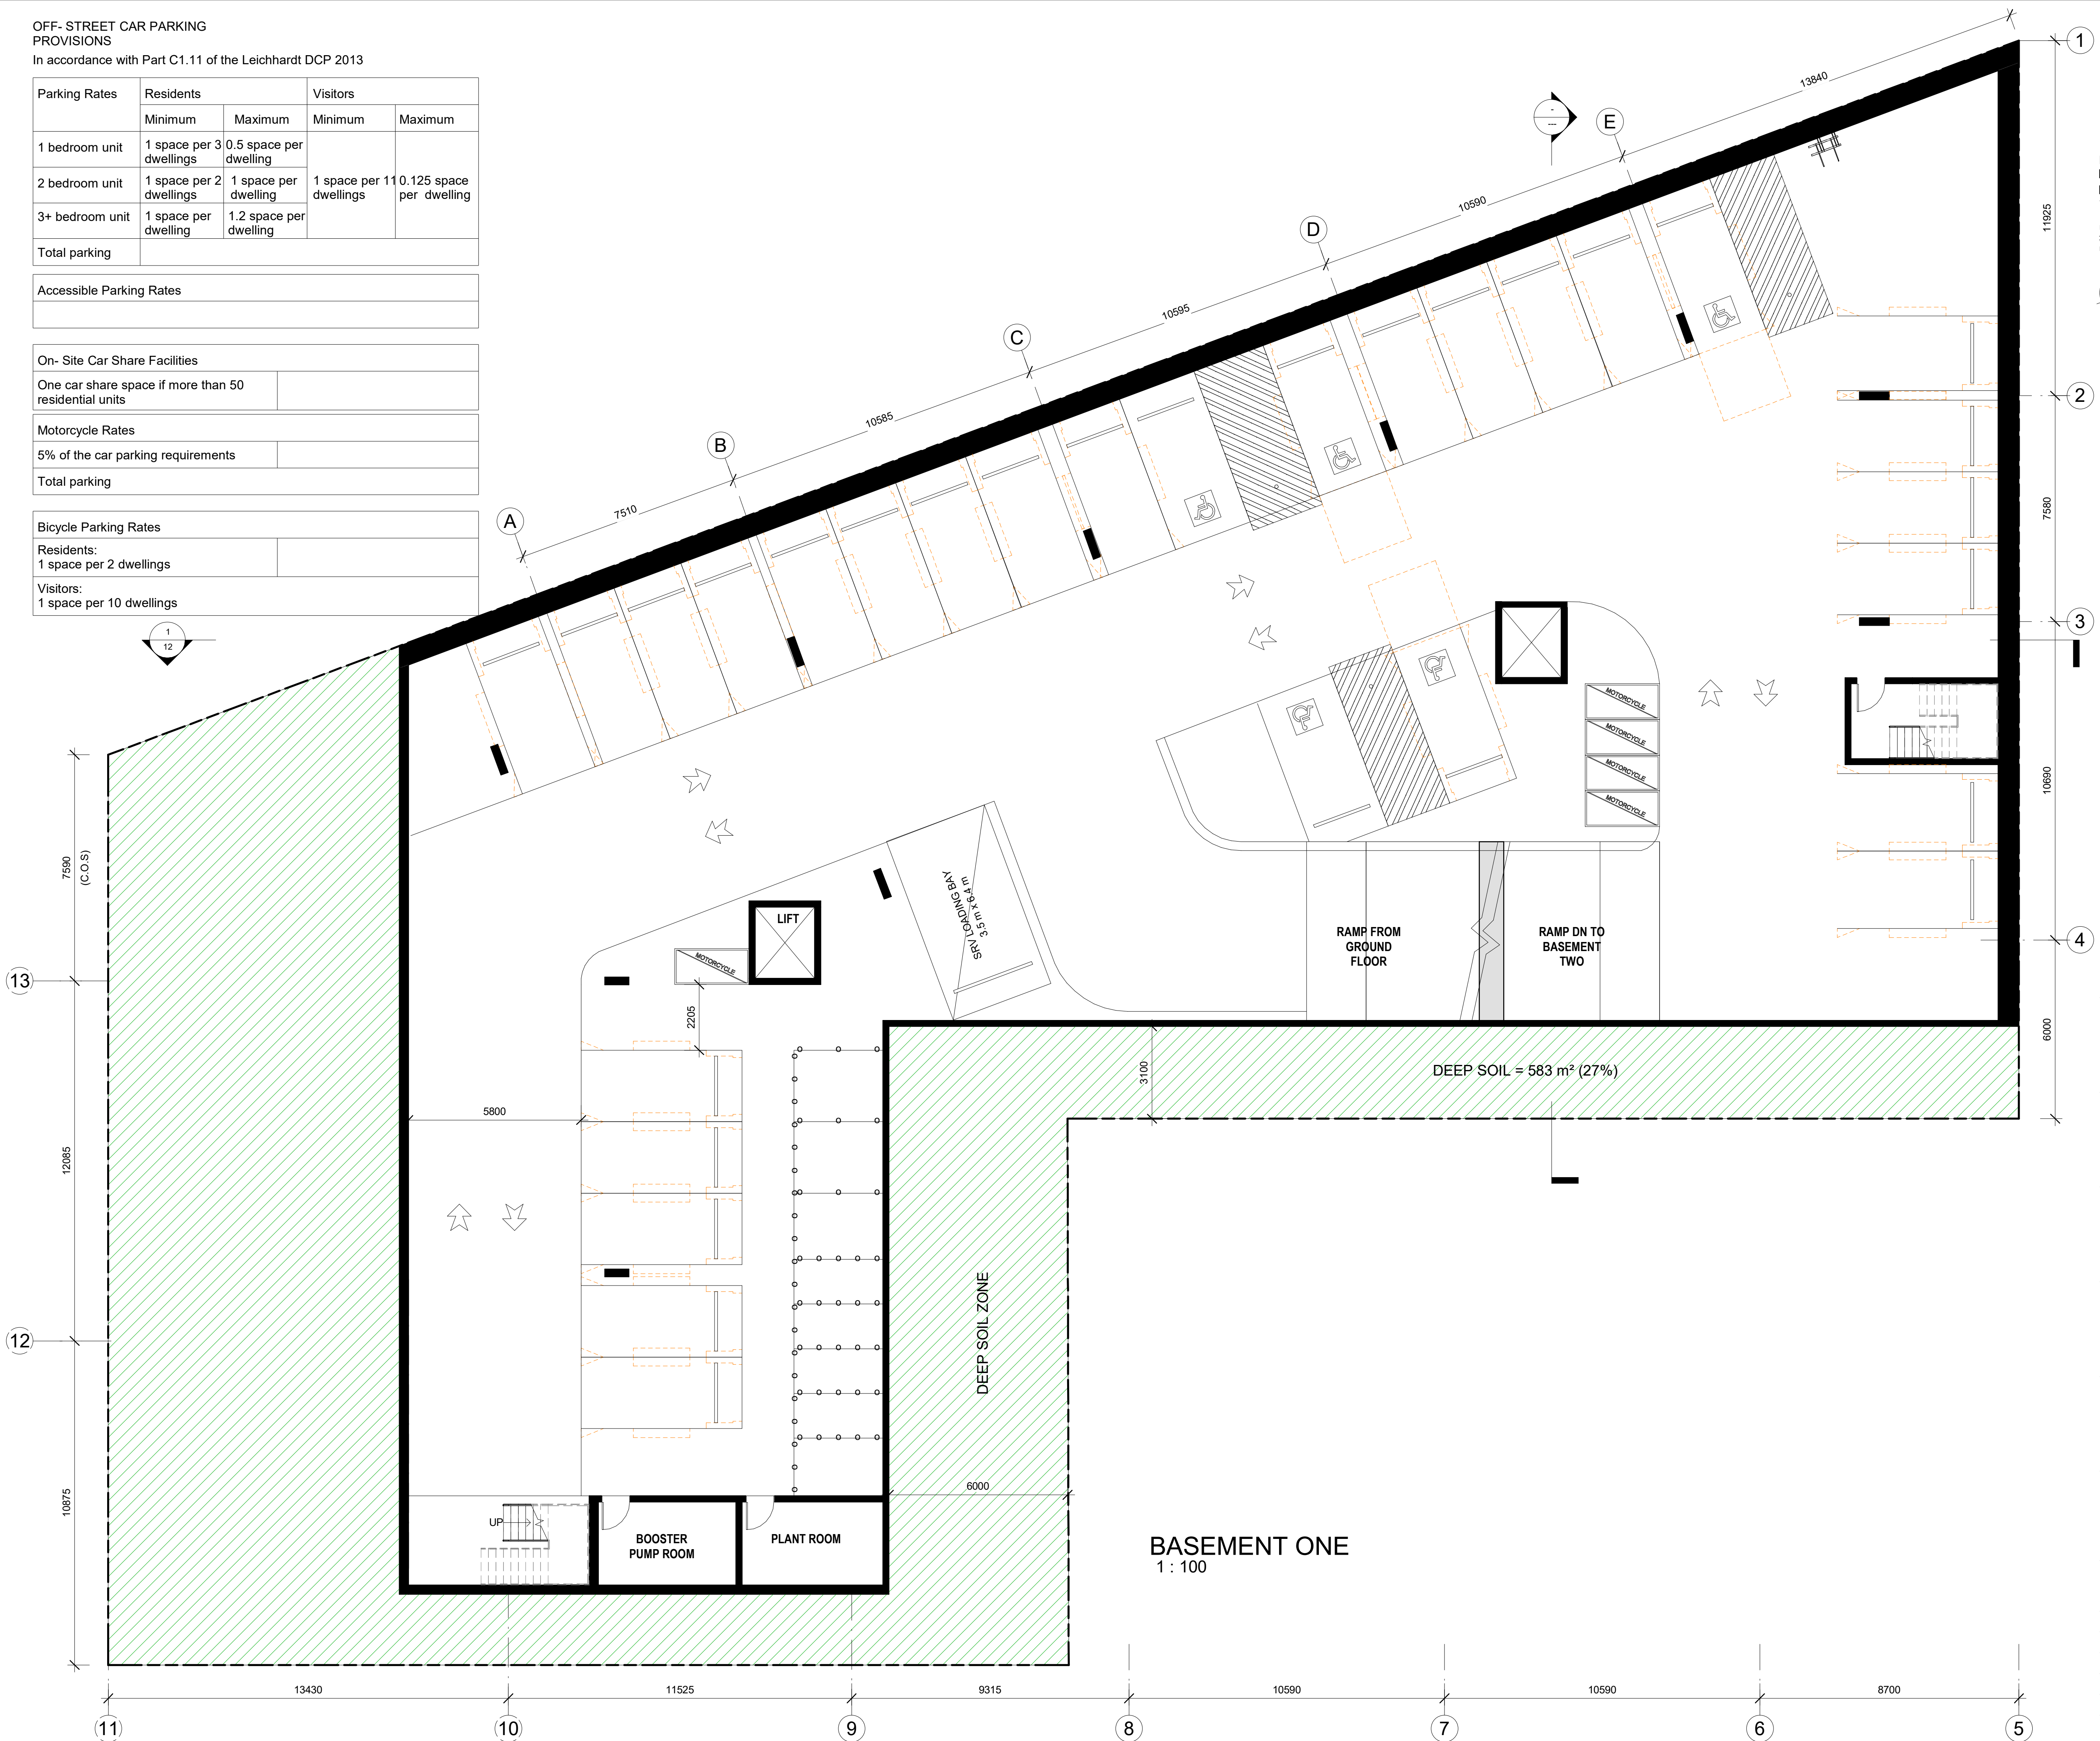 OFF- STREET CAR PARKING
PROVISIONS
In accordance with Part C1.11 of the Leichhardt DCP 2013
Parking Rates Residents Visitors
Minimum Maximum Minimum Maximum
1 bedroom unit 1 space per 3 dwellings 0.5 space per dwelling
2 bedroom unit 1 space per 2 dwellings 1 space per dwelling 1 space per 11 dwellings 0.125 space per dwelling
3+ bedroom unit 1 space per dwelling 1.2 space per dwelling
Total parking
Accessible Parking Rates
On- Site Car Share Facilities
One car share space if more than 50
residential units
Motorcycle Rates
5% of the car parking requirements
Total parking
Bicycle Parking Rates
Residents:
1 space per 2 dwellings
Visitors:
1 space per 10 dwellings
1
12
A
B
C
D
E
7510
10585
10595
10590
13840
1
2
3
4
11925
7580
10690
6000
MOTORCYCLE
MOTORCYCLE
MOTORCYCLE
MOTORCYCLE
SRV LOADING BAY
3.5 m x 6.4 m
LIFT
MOTORCYCLE
RAMP FROM
GROUND
FLOOR
RAMP DN TO
BASEMENT
TWO
2205
5800
3100
DEEP SOIL = 583 m² (27%)
DEEP SOIL ZONE
6000
7590
(C.O.S)
13
12085
12
10875
UP
BOOSTER
PUMP ROOM
PLANT ROOM
BASEMENT ONE
1 : 100
13430
11525
9315
10590
10590
8700
11
10
9
8
7
6
5